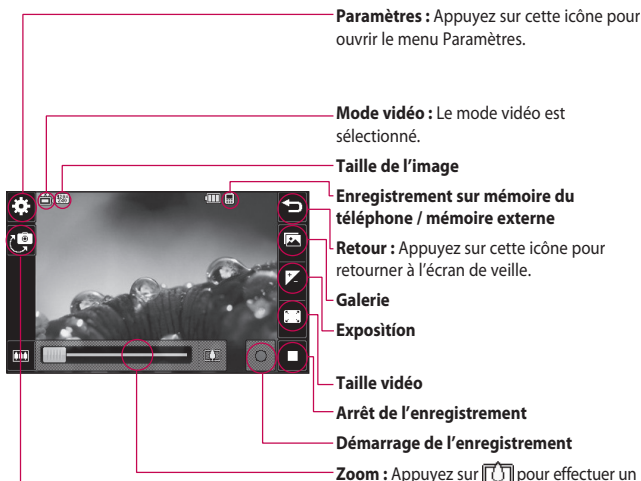 Paramètres : Appuyez sur cette icône pour
ouvrir le menu Paramètres.
Mode vidéo : Le mode vidéo est
sélectionné.
Taille de l’image
Enregistrement sur mémoire du
téléphone / mémoire externe
Retour : Appuyez sur cette icône pour
retourner à l’écran de veille.
Galerie
Exposition
Taille vidéo
Arrêt de l’enregistrement
Démarrage de l’enregistrement
Zoom : Appuyez sur pour effectuer un